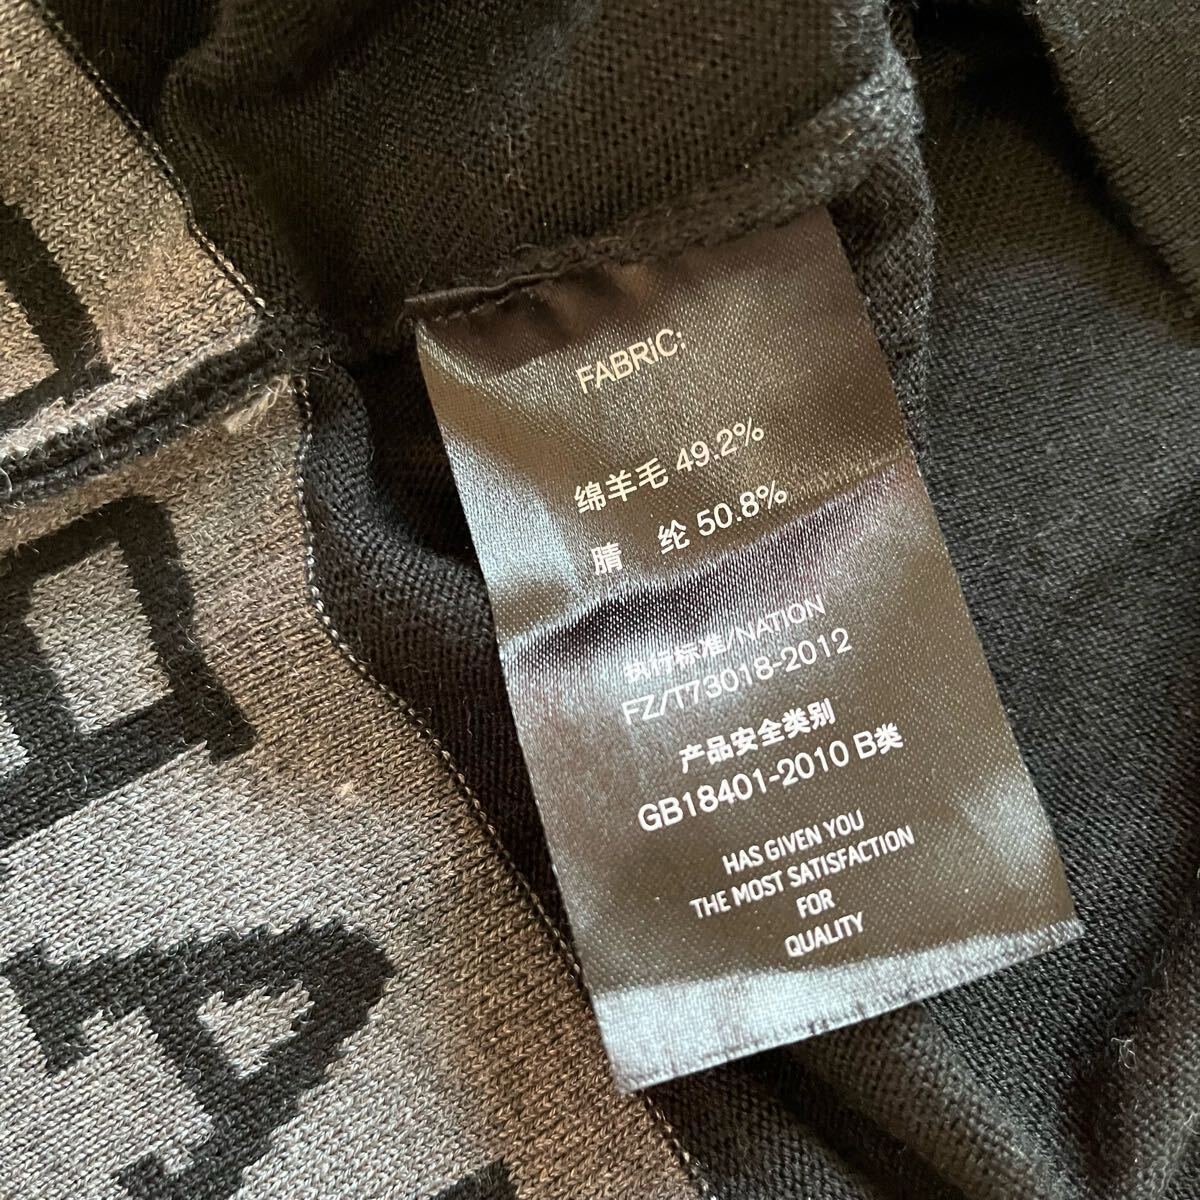 FABRIC:
绵羊毛 49.2%
腈 纶 50.8%
执行标准/NATION
FZ/T73018-2012
产品安全类别
GB18401-2010 B类
HAS GIVEN YOU
THE MOST SATISFACTION
FOR
QUALITY